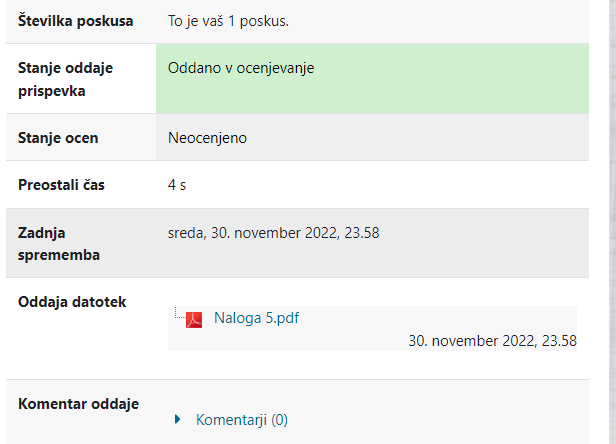 Številka poskusa
To je vaš 1 poskus.
Stanje oddaje
prispevka
Oddano v ocenjevanje
Stanje ocen
Neocenjeno
Preostali čas
4 s
Zadnja
sprememba
sreda, 30. november 2022, 23.58
Oddaja datotek
Naloga 5.pdf
30. november 2022, 23.58
Komentar oddaje
Komentarji (0)